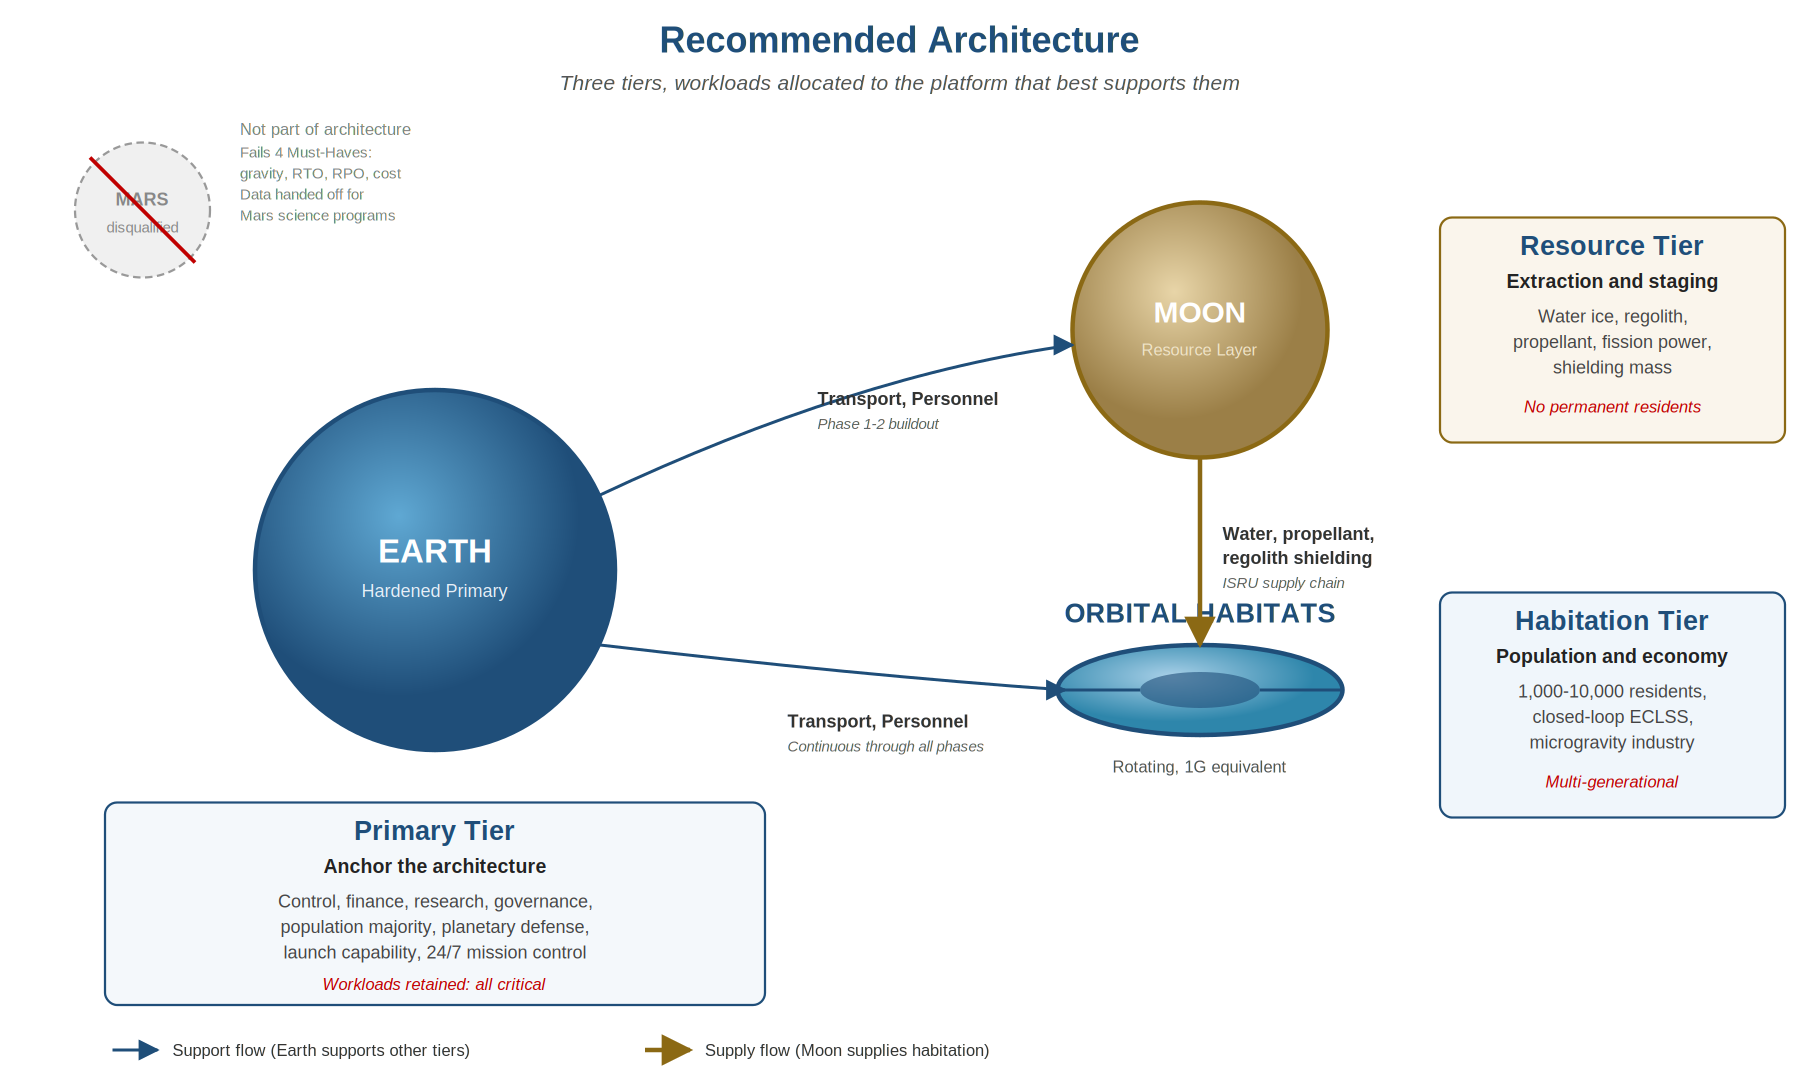 Recommended Architecture
Three tiers, workloads allocated to the platform that best supports them
Not part of architecture
Fails 4 Must-Haves:
gravity, RTO, RPO, cost
Data handed off for
Mars science programs
MARS
disqualified
MOON
Resource Layer
Resource Tier
Extraction and staging
Water ice, regolith,
propellant, fission power,
shielding mass
No permanent residents
Transport, Personnel
Phase 1-2 buildout
EARTH
Hardened Primary
Water, propellant,
regolith shielding
ISRU supply chain
ORBITAL HABITATS
Rotating, 1G equivalent
Habitation Tier
Population and economy
1,000-10,000 residents,
closed-loop ECLSS,
microgravity industry
Multi-generational
Transport, Personnel
Continuous through all phases
Primary Tier
Anchor the architecture
Control, finance, research, governance,
population majority, planetary defense,
launch capability, 24/7 mission control
Workloads retained: all critical
Support flow (Earth supports other tiers)
Supply flow (Moon supplies habitation)